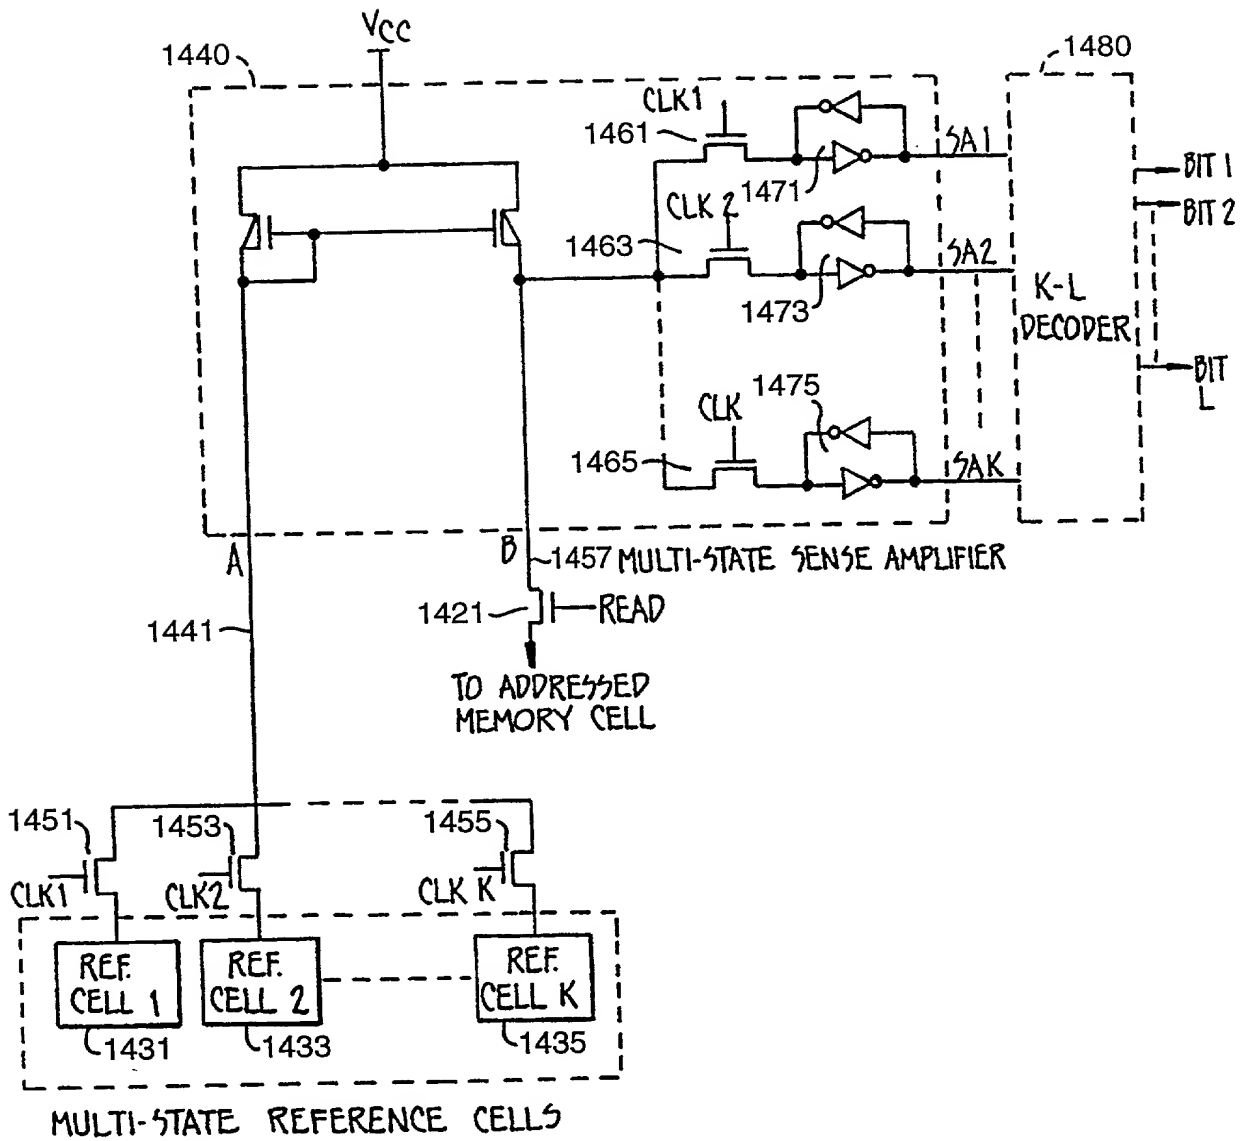 VCC
1440
1480
CLK1
1461
SA1
BIT 1
1471
CLK 2
BIT 2
1463
SA2
K-L
DECODER
1473
BIT
L
1475
CLK
1465
SAK
A
B
1457
MULTI-STATE SENSE AMPLIFIER
1421
READ
1441
TO ADDRESSED
MEMORY CELL
1451
1453
1455
CLK1
CLK2
CLK K
REF.
CELL 1
REF.
CELL 2
REF.
CELL K
1431
1433
1435
MULTI-STATE REFERENCE CELLS